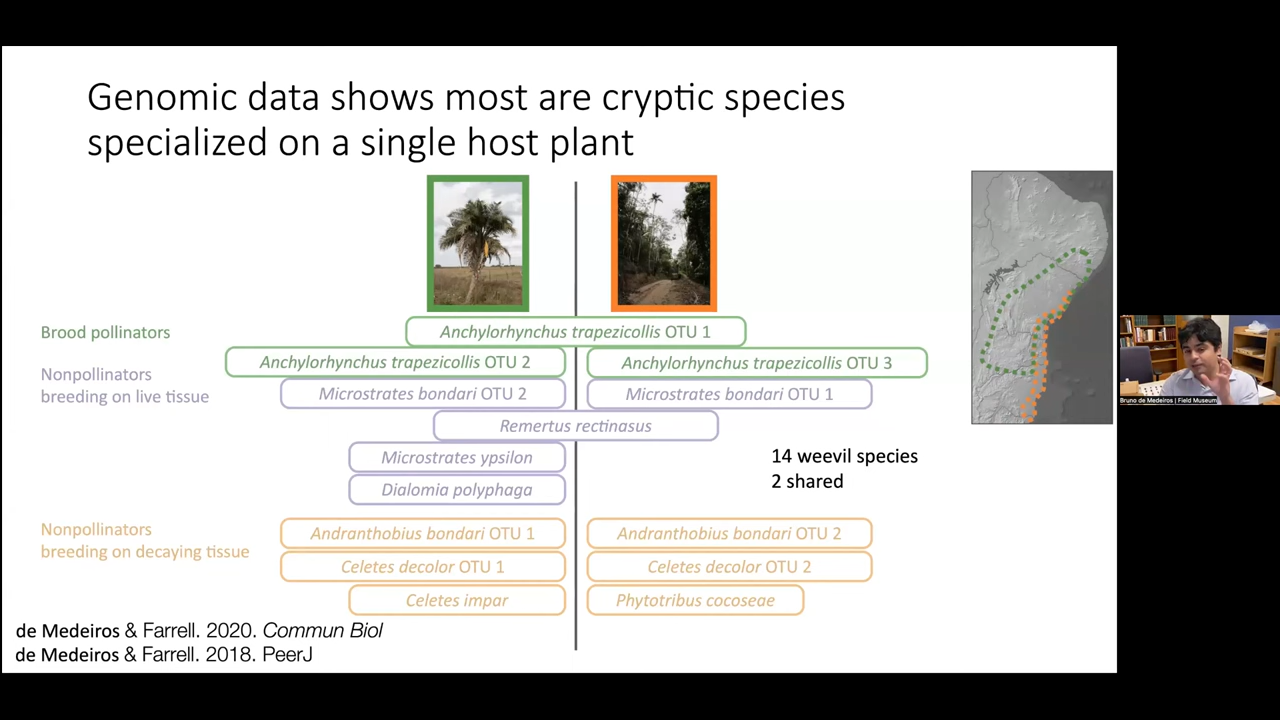 Genomic data shows most are cryptic species
specialized on a single host plant
Brood pollinators
Anchylorhynchus trapezicollis OTU 1
Anchylorhynchus trapezicollis OTU 2
Anchylorhynchus trapezicollis OTU 3
Nonpollinators
breeding on live tissue
Microstrates bondari OTU 2
Microstrates bondari OTU 1
Remertus rectinasus
Microstrates ypsilon
Dialomia polyphaga
14 weevil species
2 shared
Nonpollinators
breeding on decaying tissue
Andranthobius bondari OTU 1
Andranthobius bondari OTU 2
Celetes decolor OTU 1
Celetes decolor OTU 2
Celetes impar
Phytotribus cocoseae
de Medeiros & Farrell. 2020. Commun Biol
de Medeiros & Farrell. 2018. PeerJ
Bruno de Medeiros | Field Museum